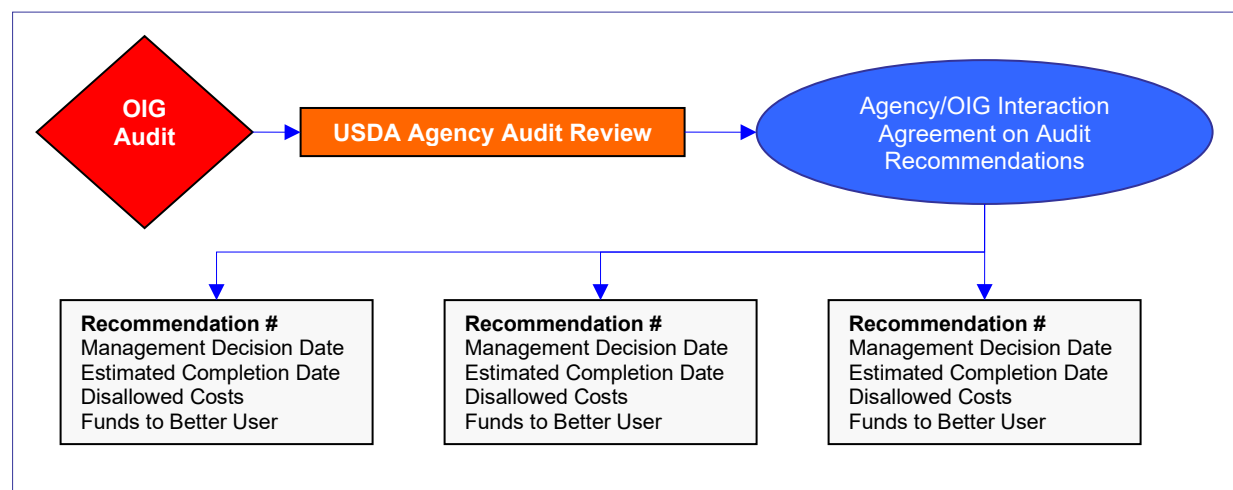 OIG
Audit
USDA Agency Audit Review
Agency/OIG Interaction
Agreement on Audit
Recommendations
Recommendation #
Management Decision Date
Estimated Completion Date
Disallowed Costs
Funds to Better User
Recommendation #
Management Decision Date
Estimated Completion Date
Disallowed Costs
Funds to Better User
Recommendation #
Management Decision Date
Estimated Completion Date
Disallowed Costs
Funds to Better User